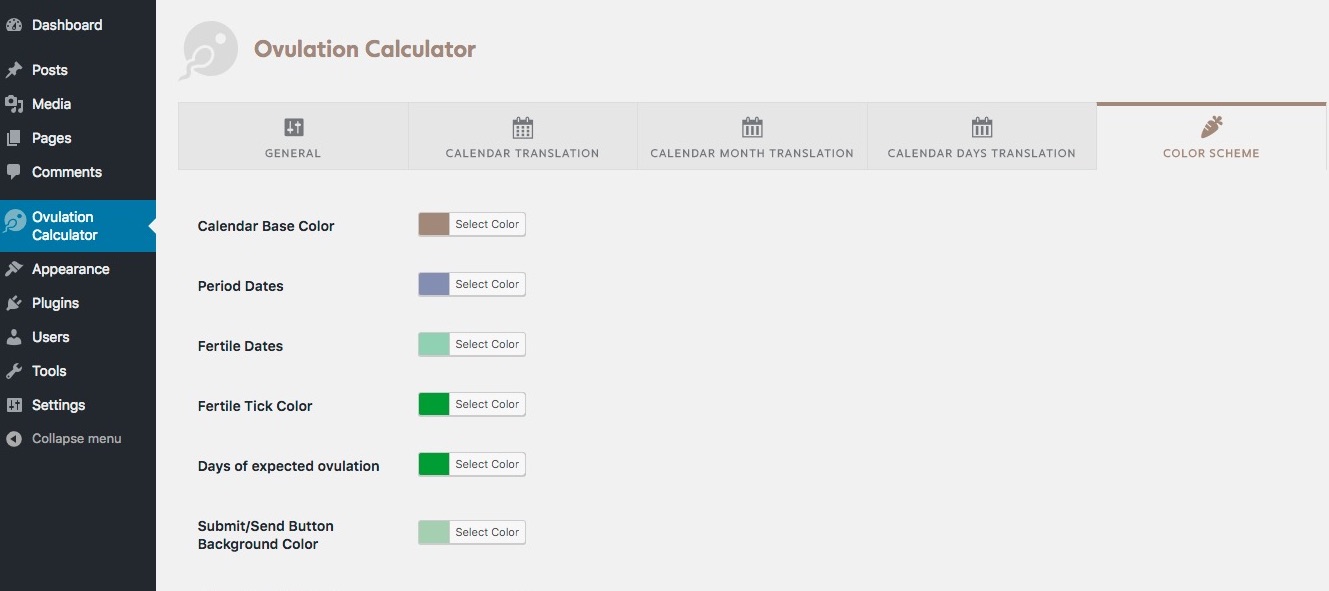 Dashboard
Posts
Media
Pages
Comments
Ovulation
Calculator
Appearance
Plugins
Users
Tools
Settings
Collapse menu
Ovulation Calculator
GENERAL
CALENDAR TRANSLATION
CALENDAR MONTH TRANSLATION
CALENDAR DAYS TRANSLATION
COLOR SCHEME
Calendar Base Color
Select Color
Period Dates
Select Color
Fertile Dates
Select Color
Fertile Tick Color
Select Color
Days of expected ovulation
Select Color
Submit/Send Button
Background Color
Select Color